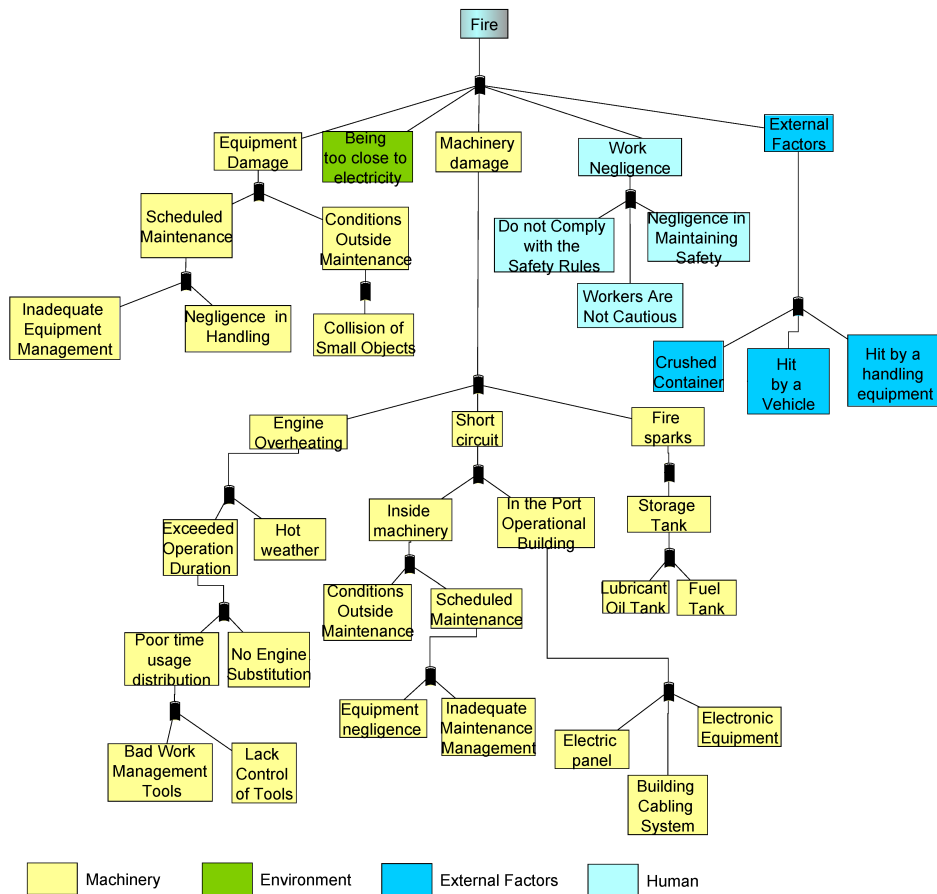 Fire
Equipment
Damage
Being
too close to
electricity
Machinery
damage
Work
Negligence
External
Factors
Scheduled
Maintenance
Conditions
Outside
Maintenance
Do not Comply
with the
Safety Rules
Negligence in
Maintaining
Safety
Workers Are
Not Cautious
Inadequate
Equipment
Management
Negligence in
Handling
Collision of
Small Objects
Crushed
Container
Hit
by a
Vehicle
Hit by a
handling
equipment
Engine
Overheating
Short
circuit
Fire
sparks
Exceeded
Operation
Duration
Hot
weather
Inside
machinery
In the Port
Operational
Building
Storage
Tank
Conditions
Outside
Maintenance
Scheduled
Maintenance
Lubricant
Oil Tank
Fuel
Tank
Poor time
usage
distribution
No Engine
Substitution
Equipment
negligence
Inadequate
Maintenance
Management
Electric
panel
Electronic
Equipment
Bad Work
Management
Tools
Lack
Control
of Tools
Building
Cabling
System
Machinery
Environment
External Factors
Human